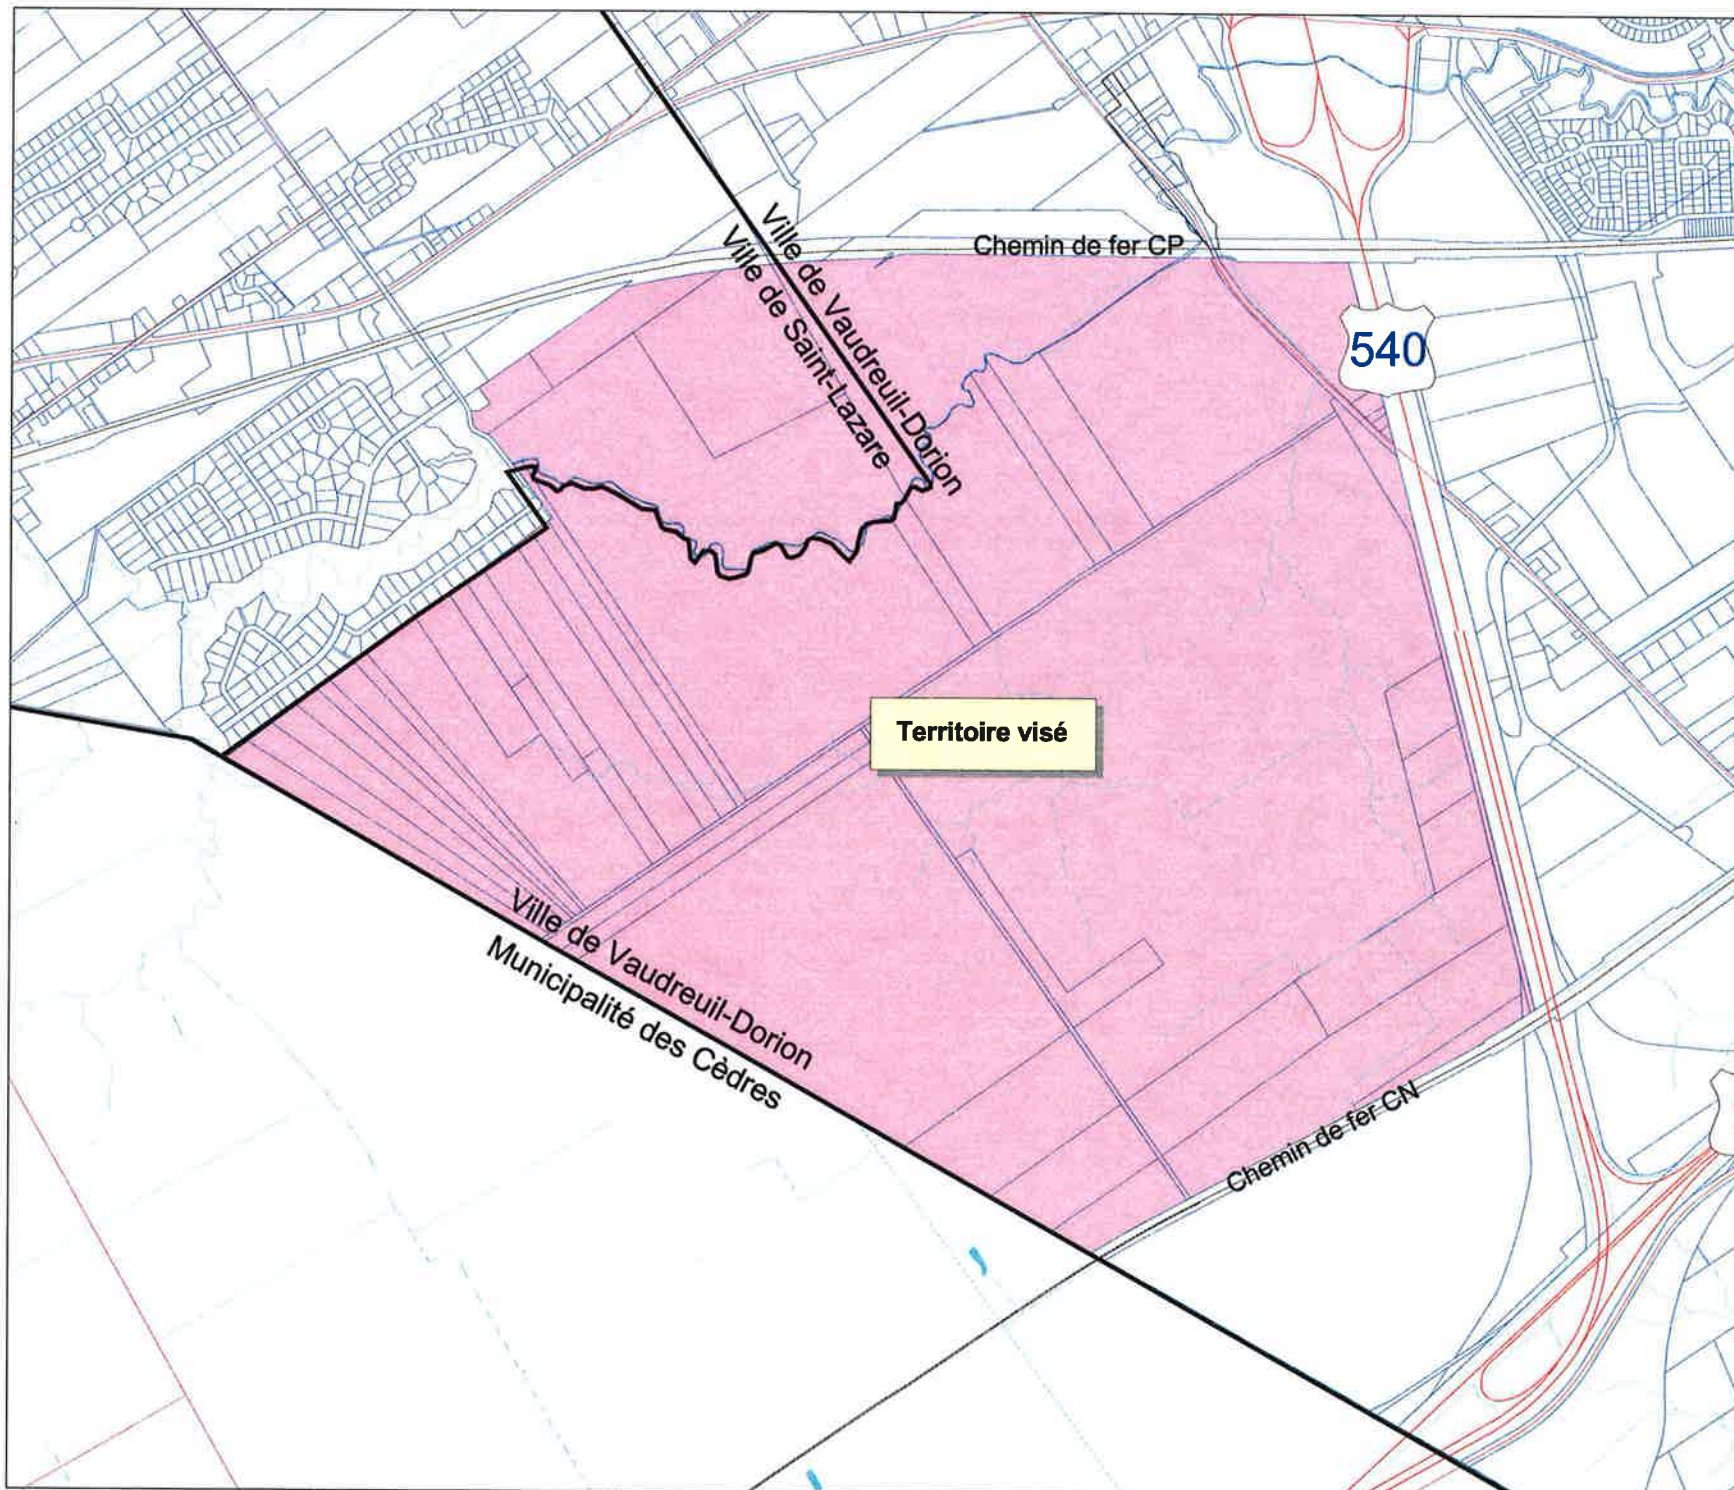 Chemin de fer CP
Ville de Vaudreuil-Dorion
Ville de Saint-Lazare
540
Territoire visé
Ville de Vaudreuil-Dorion
Municipalité des Cèdres
Chemin de fer CN